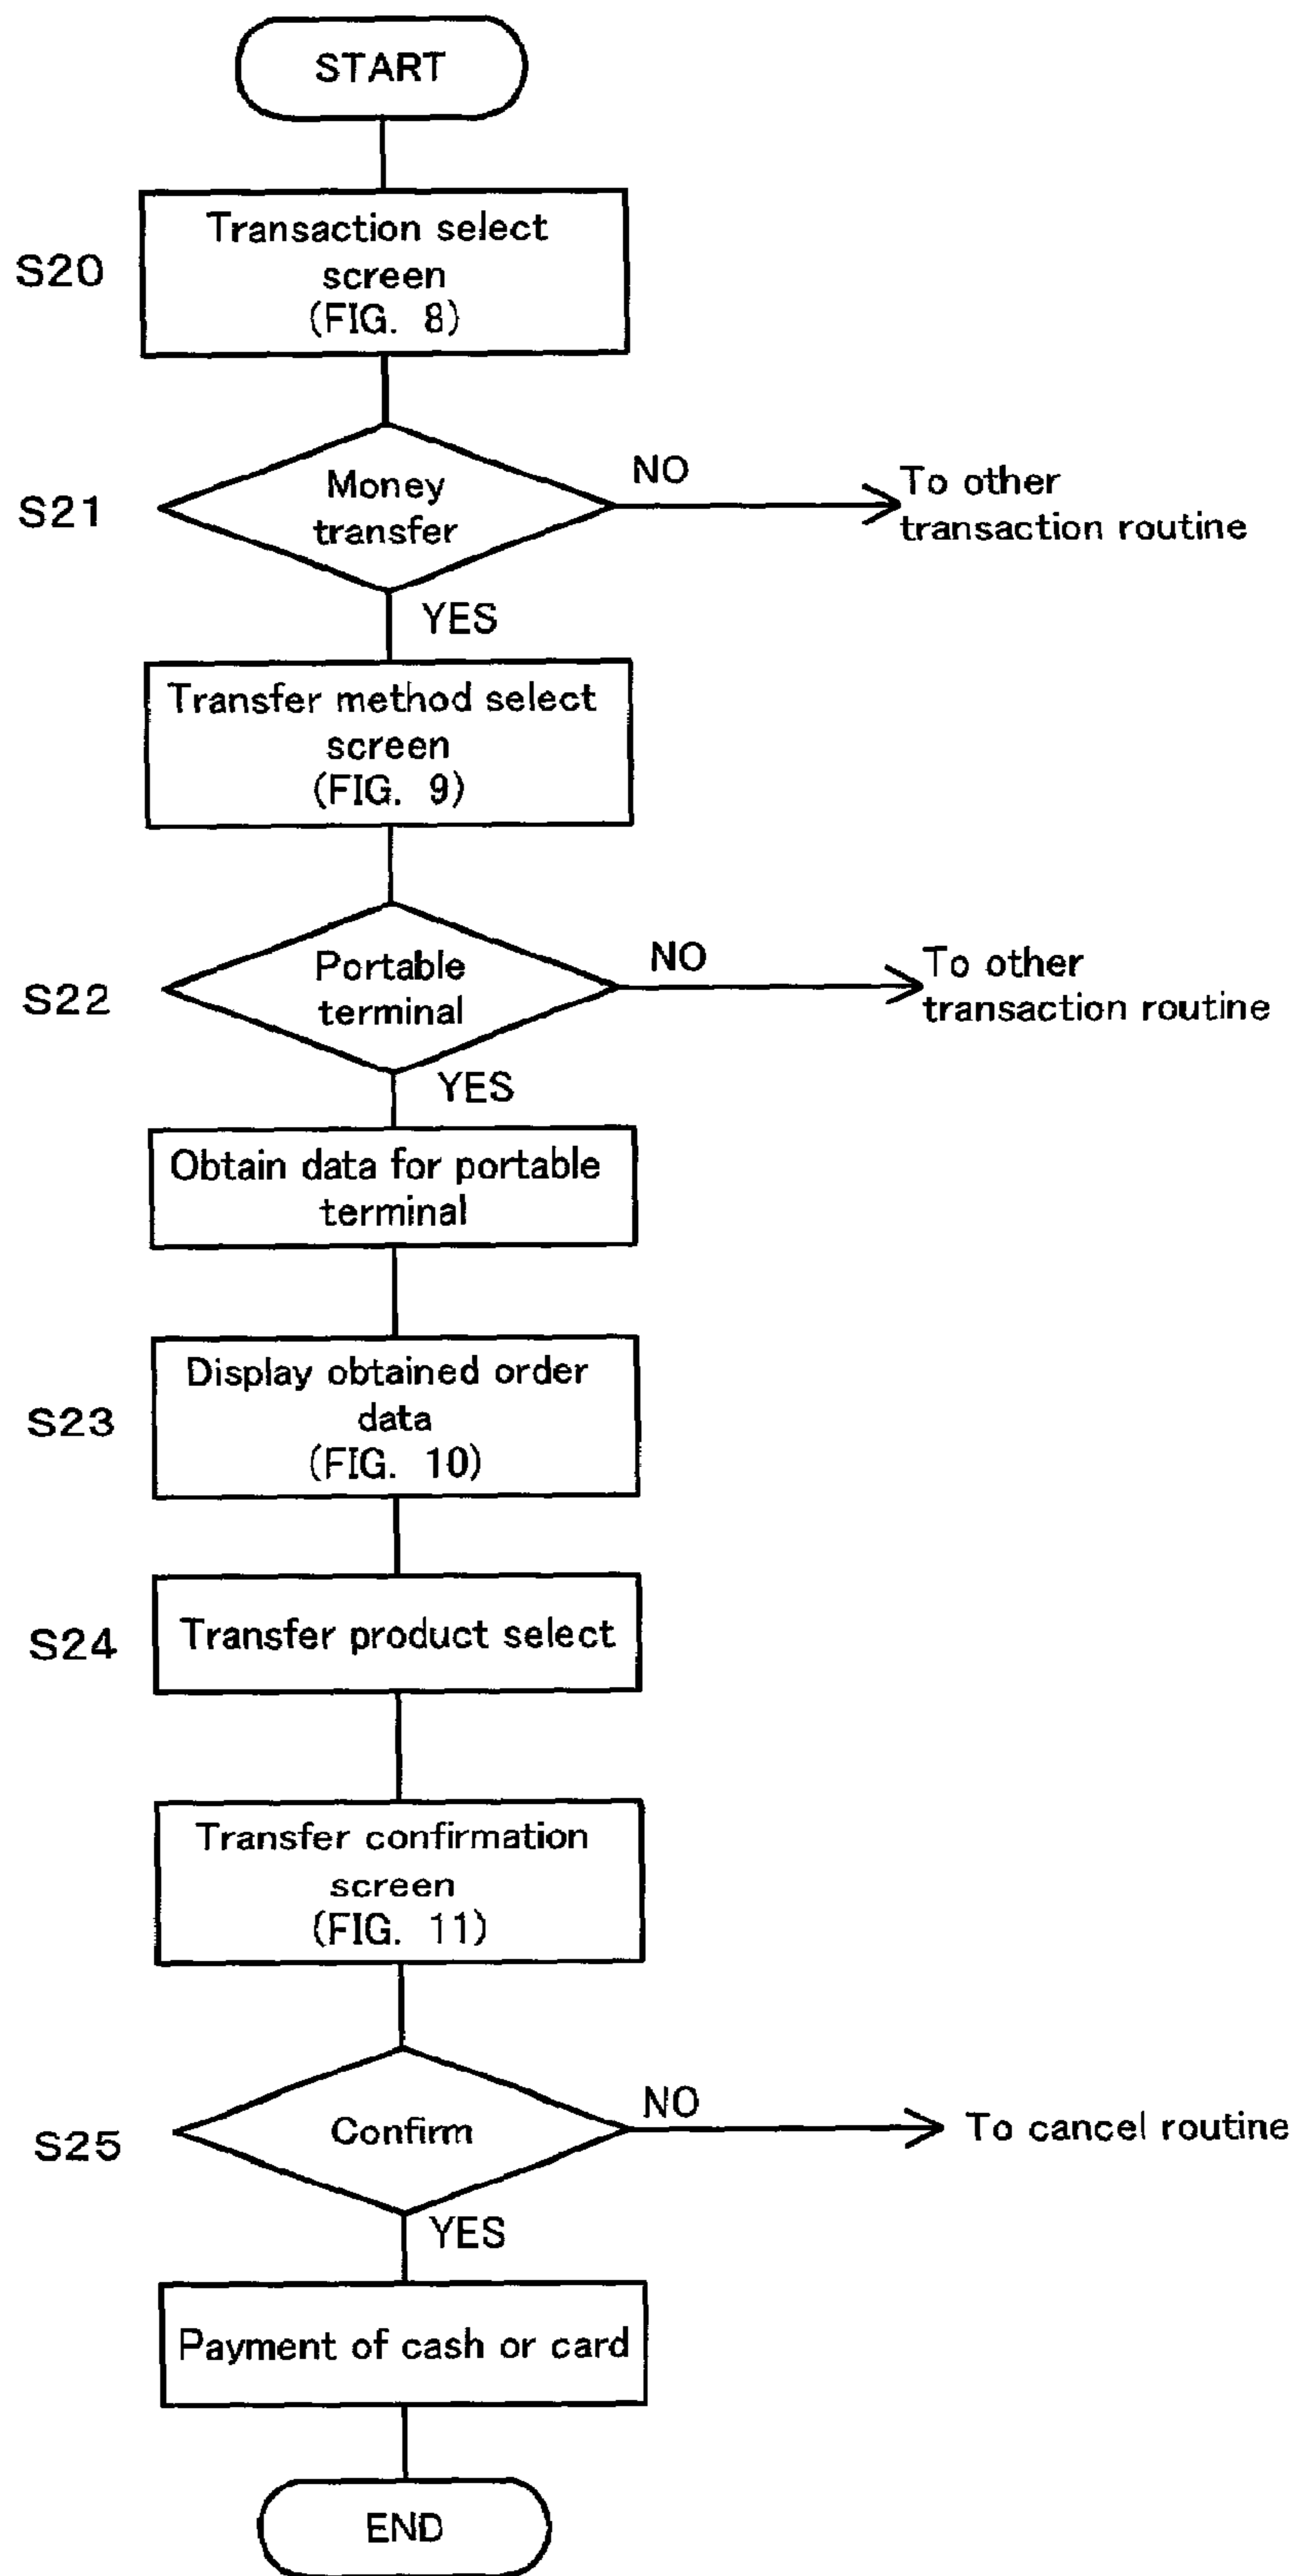 START
S20
Transaction select
screen
(FIG. 8)
S21
Money
transfer
NO
To other
transaction routine
YES
Transfer method select
screen
(FIG. 9)
S22
Portable
terminal
NO
To other
transaction routine
YES
Obtain data for portable
terminal
S23
Display obtained order
data
(FIG. 10)
S24
Transfer product select
Transfer confirmation
screen
(FIG. 11)
S25
Confirm
NO
To cancel routine
YES
Payment of cash or card
END